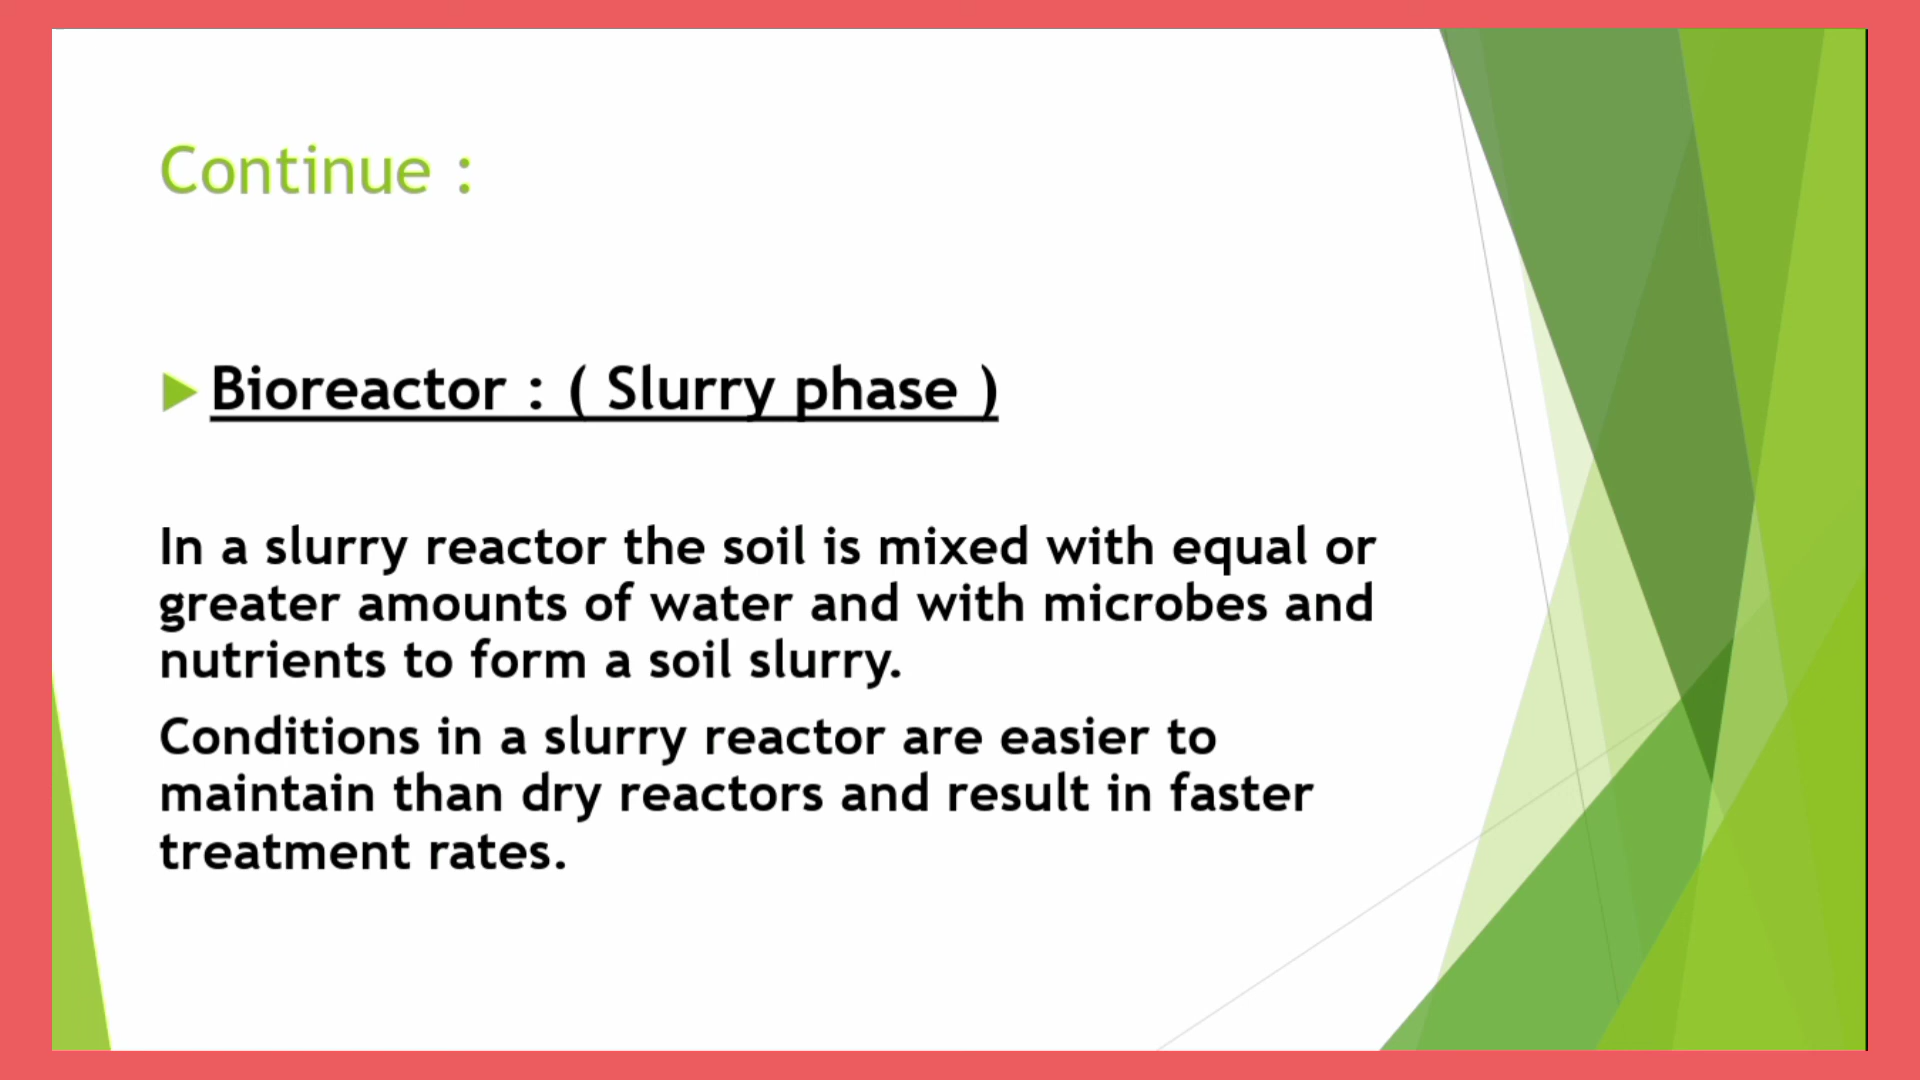 Continue :
Bioreactor : ( Slurry phase )
In a slurry reactor the soil is mixed with equal or
greater amounts of water and with microbes and
nutrients to form a soil slurry.
Conditions in a slurry reactor are easier to
maintain than dry reactors and result in faster
treatment rates.